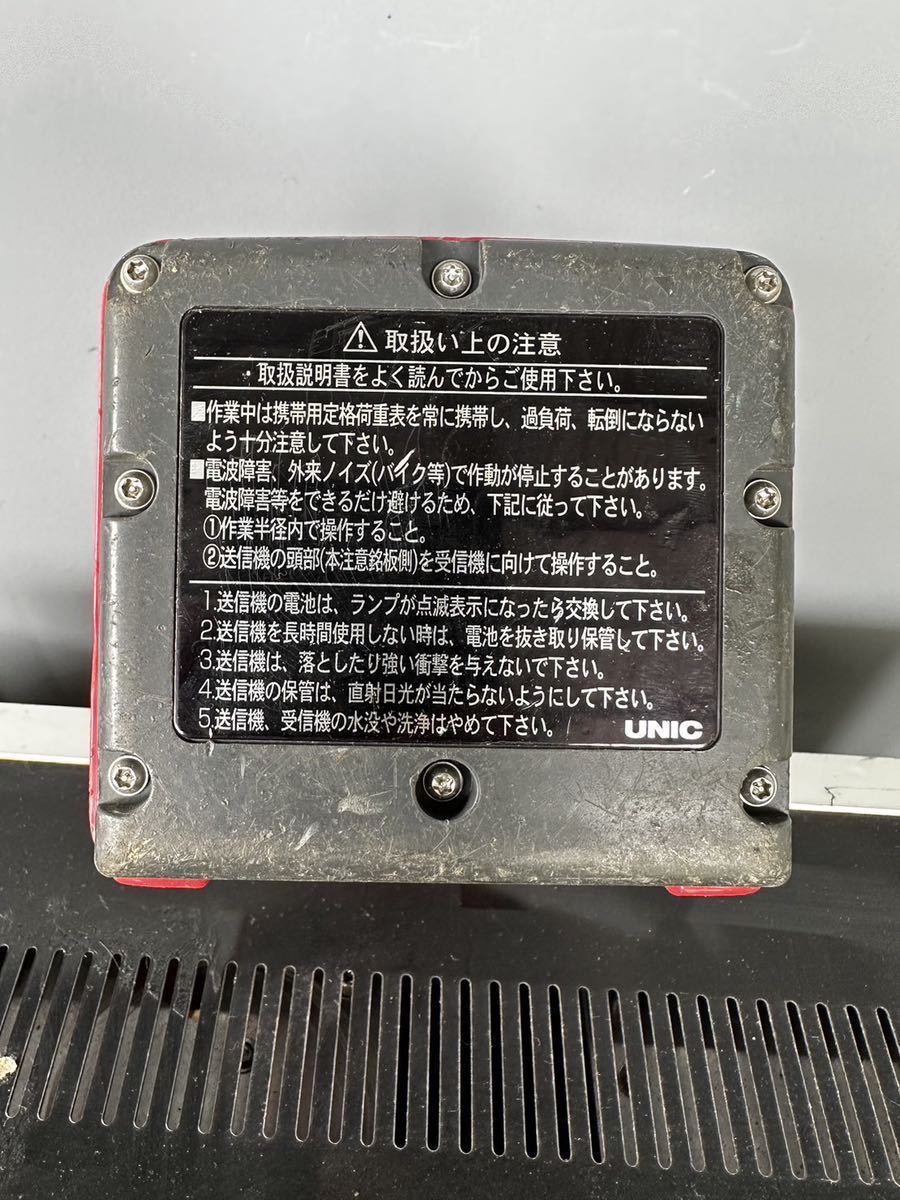 ⚠ 取扱い上の注意
・取扱説明書をよく読んでからご使用下さい。
■作業中は携帯用定格荷重表を常に携帯し、過負荷、転倒にならない
よう十分注意して下さい。
■電波障害、外来ノイズ(バイク等)で作動が停止することがあります。
電波障害等をできるだけ避けるため、下記に従って下さい。
①作業半径内で操作すること。
②送信機の頭部(本注意銘板側)を受信機に向けて操作すること。
1.送信機の電池は、ランプが点滅表示になったら交換して下さい。
2.送信機を長時間使用しない時は、電池を抜き取り保管して下さい。
3.送信機は、落としたり強い衝撃を与えないで下さい。
4.送信機の保管は、直射日光が当たらないようにして下さい。
5.送信機、受信機の水没や洗浄はやめて下さい。
UNIC